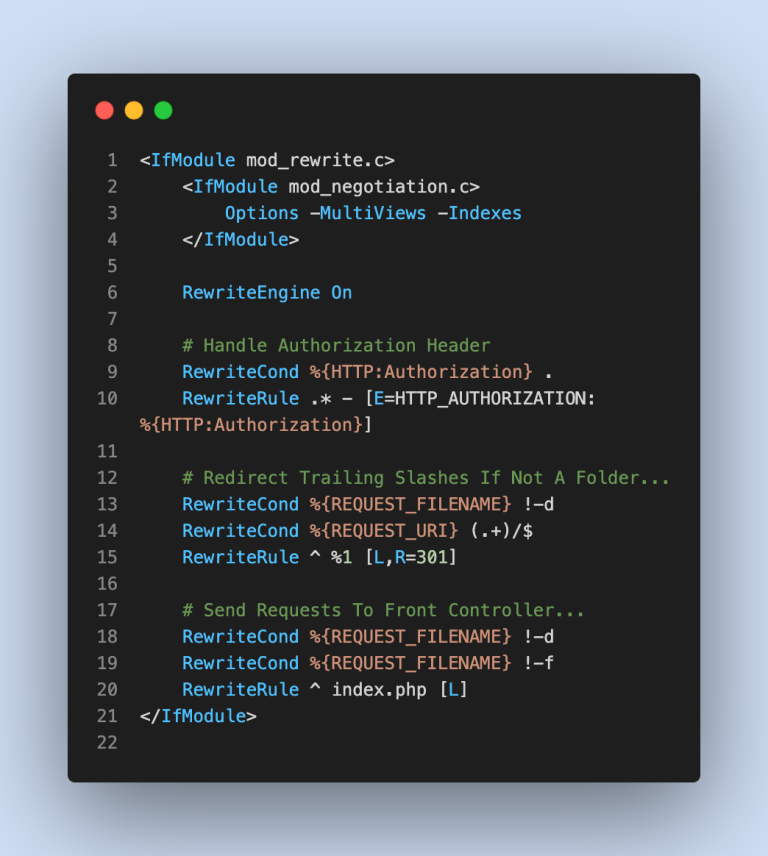 1 <IfModule mod_rewrite.c>
2     <IfModule mod_negotiation.c>
3         Options -MultiViews -Indexes
4     </IfModule>
5
6     RewriteEngine On
7
8     # Handle Authorization Header
9     RewriteCond %{HTTP:Authorization} .
10     RewriteRule .* - [E=HTTP_AUTHORIZATION:
%{HTTP:Authorization}]
11
12     # Redirect Trailing Slashes If Not A Folder...
13     RewriteCond %{REQUEST_FILENAME} !-d
14     RewriteCond %{REQUEST_URI} (.+)/$
15     RewriteRule ^ %1 [L,R=301]
16
17     # Send Requests To Front Controller...
18     RewriteCond %{REQUEST_FILENAME} !-d
19     RewriteCond %{REQUEST_FILENAME} !-f
20     RewriteRule ^ index.php [L]
21 </IfModule>
22